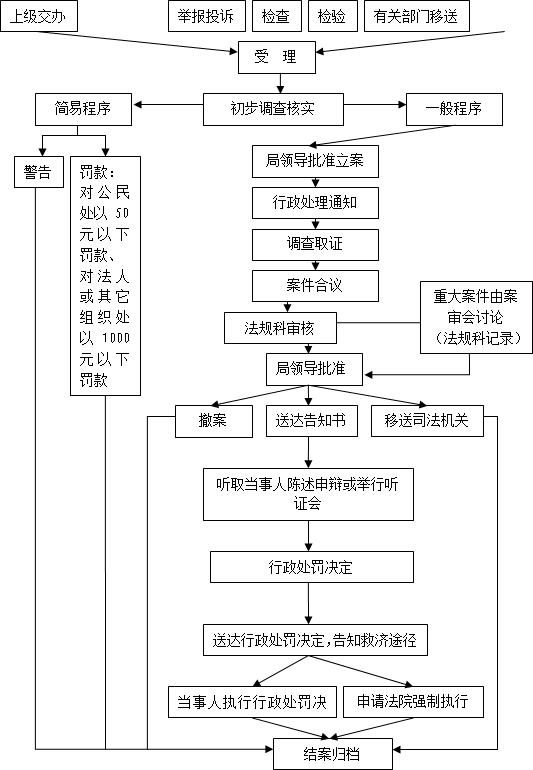 上级交办
举报投诉
检查
检验
有关部门移送
受 理
简易程序
初步调查核实
一般程序
警告
罚款：
对公民
处以50
元以下
罚款、
对法人
或其它
组织处
以1000
元以下
罚款
局领导批准立案
行政处理通知
调查取证
案件合议
法规科审核
重大案件由案
审会讨论
（法规科记录）
局领导批准
撤案
送达告知书
移送司法机关
听取当事人陈述申辩或举行听
证会
行政处罚决定
送达行政处罚决定,告知救济途径
当事人执行行政处罚决
申请法院强制执行
结案归档